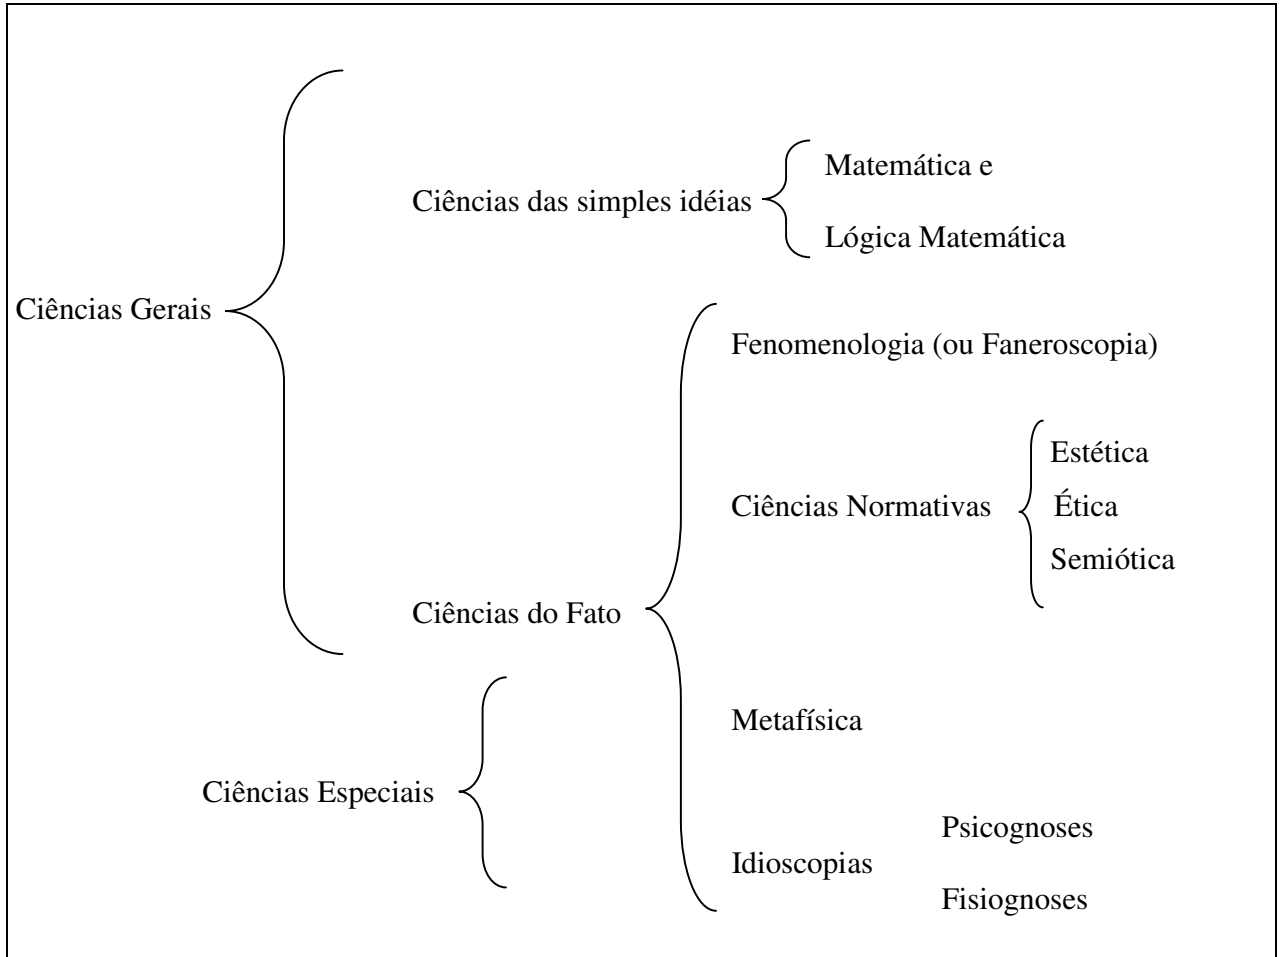 Matemática e
Ciências das simples idéias
Lógica Matemática
Ciências Gerais
Fenomenologia (ou Faneroscopia)
Estética
Ciências Normativas
Ética
Semiótica
Ciências do Fato
Metafísica
Ciências Especiais
Psicognoses
Idioscopias
Fisiognoses